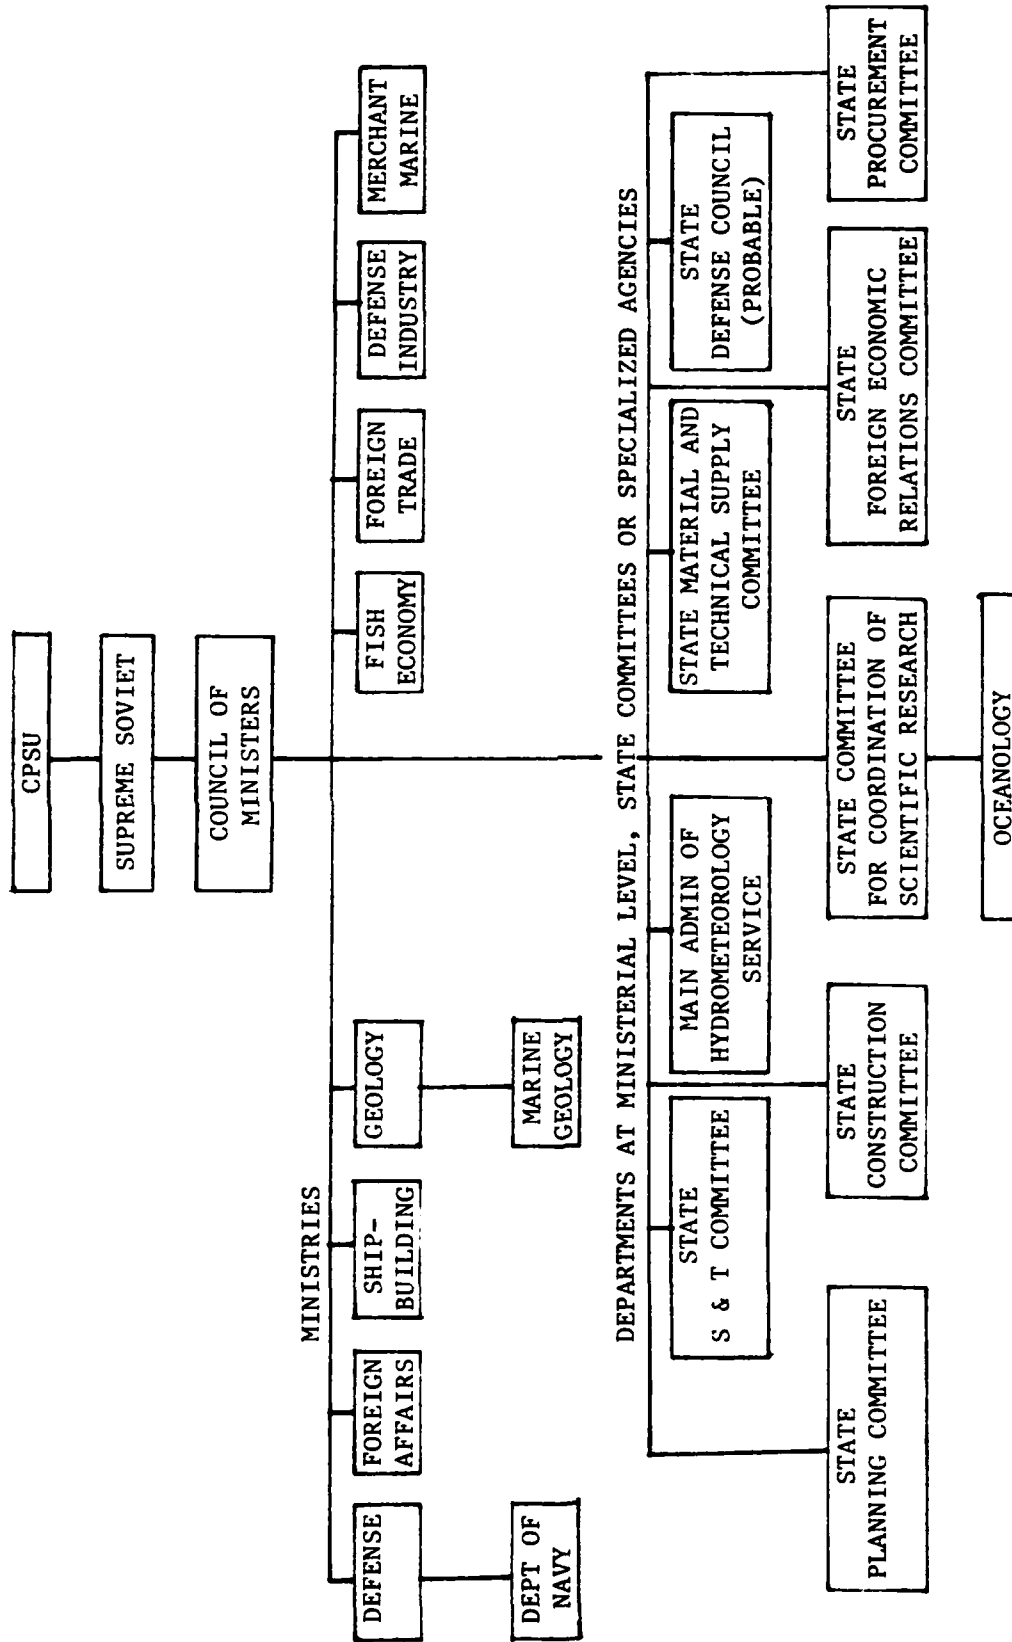 CPSU
SUPREME SOVIET
COUNCIL OF
MINISTERS
MINISTRIES
DEFENSE
FOREIGN
AFFAIRS
SHIP-
BUILDING
GEOLOGY
FISH
ECONOMY
FOREIGN
TRADE
DEFENSE
INDUSTRY
MERCHANT
MARINE
DEPT OF
NAVY
MARINE
GEOLOGY
DEPARTMENTS AT MINISTERIAL LEVEL, STATE COMMITTEES OR SPECIALIZED AGENCIES
STATE
S & T COMMITTEE
MAIN ADMIN OF
HYDROMETEOROLOGY
SERVICE
STATE MATERIAL AND
TECHNICAL SUPPLY
COMMITTEE
STATE
DEFENSE COUNCIL
(PROBABLE)
STATE
PLANNING COMMITTEE
STATE
CONSTRUCTION
COMMITTEE
STATE COMMITTEE
FOR COORDINATION OF
SCIENTIFIC RESEARCH
STATE
FOREIGN ECONOMIC
RELATIONS COMMITTEE
STATE
PROCUREMENT
COMMITTEE
OCEANOLOGY